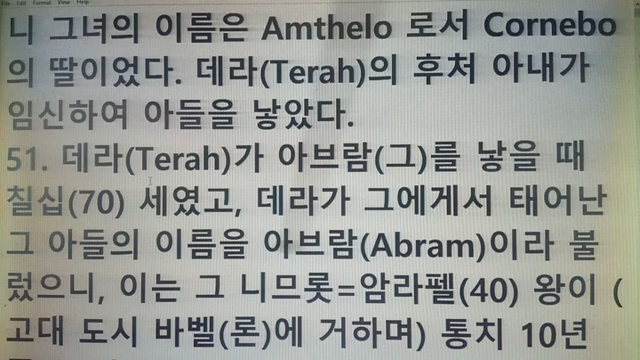 File Edit Format View Help
니 그녀의 이름은 Amthelo 로서 Cornebo
의 딸이었다. 데라(Terah)의 후처 아내가
임신하여 아들을 낳았다.
51. 데라(Terah)가 아브람(그)를 낳을 때
칠십(70) 세였고, 데라가 그에게서 태어난
그 아들의 이름을 아브람(Abram)이라 불
렀으니, 이는 그 니므롯=암라펠(40) 왕이 (
고대 도시 바벨(론)에 거하며) 통치 10년